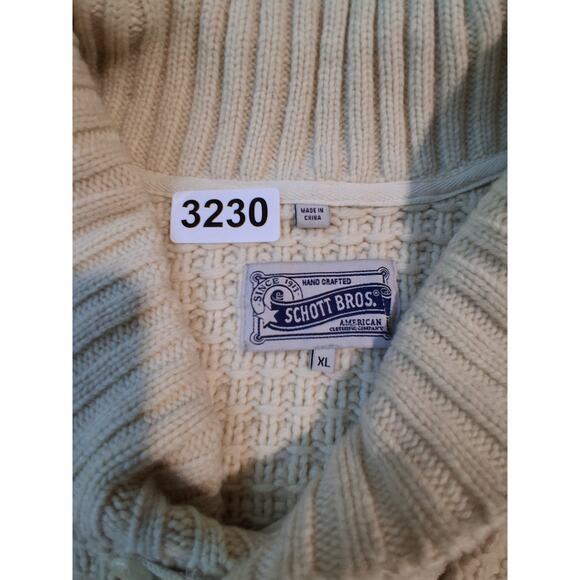 3230
MADE IN
CHINA
SINCE 1913
HAND CRAFTED
SCHOTT BROS.®
AMERICAN
CLOTHING COMPANY
XL